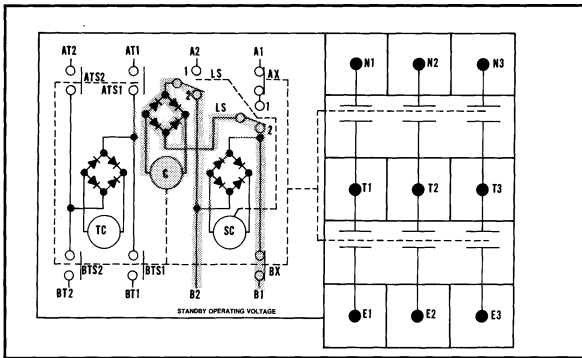 AT2 AT1 A2 A1 N1 N2 N3
ATS2 1 AX
ATS1 LS 1
2 LS
2
C
T1 T2 T3
TC SC
BTS2 BTS1 BX
BT2 BT1 B2 B1 E1 E2 E3
STANDBY OPERATING VOLTAGE